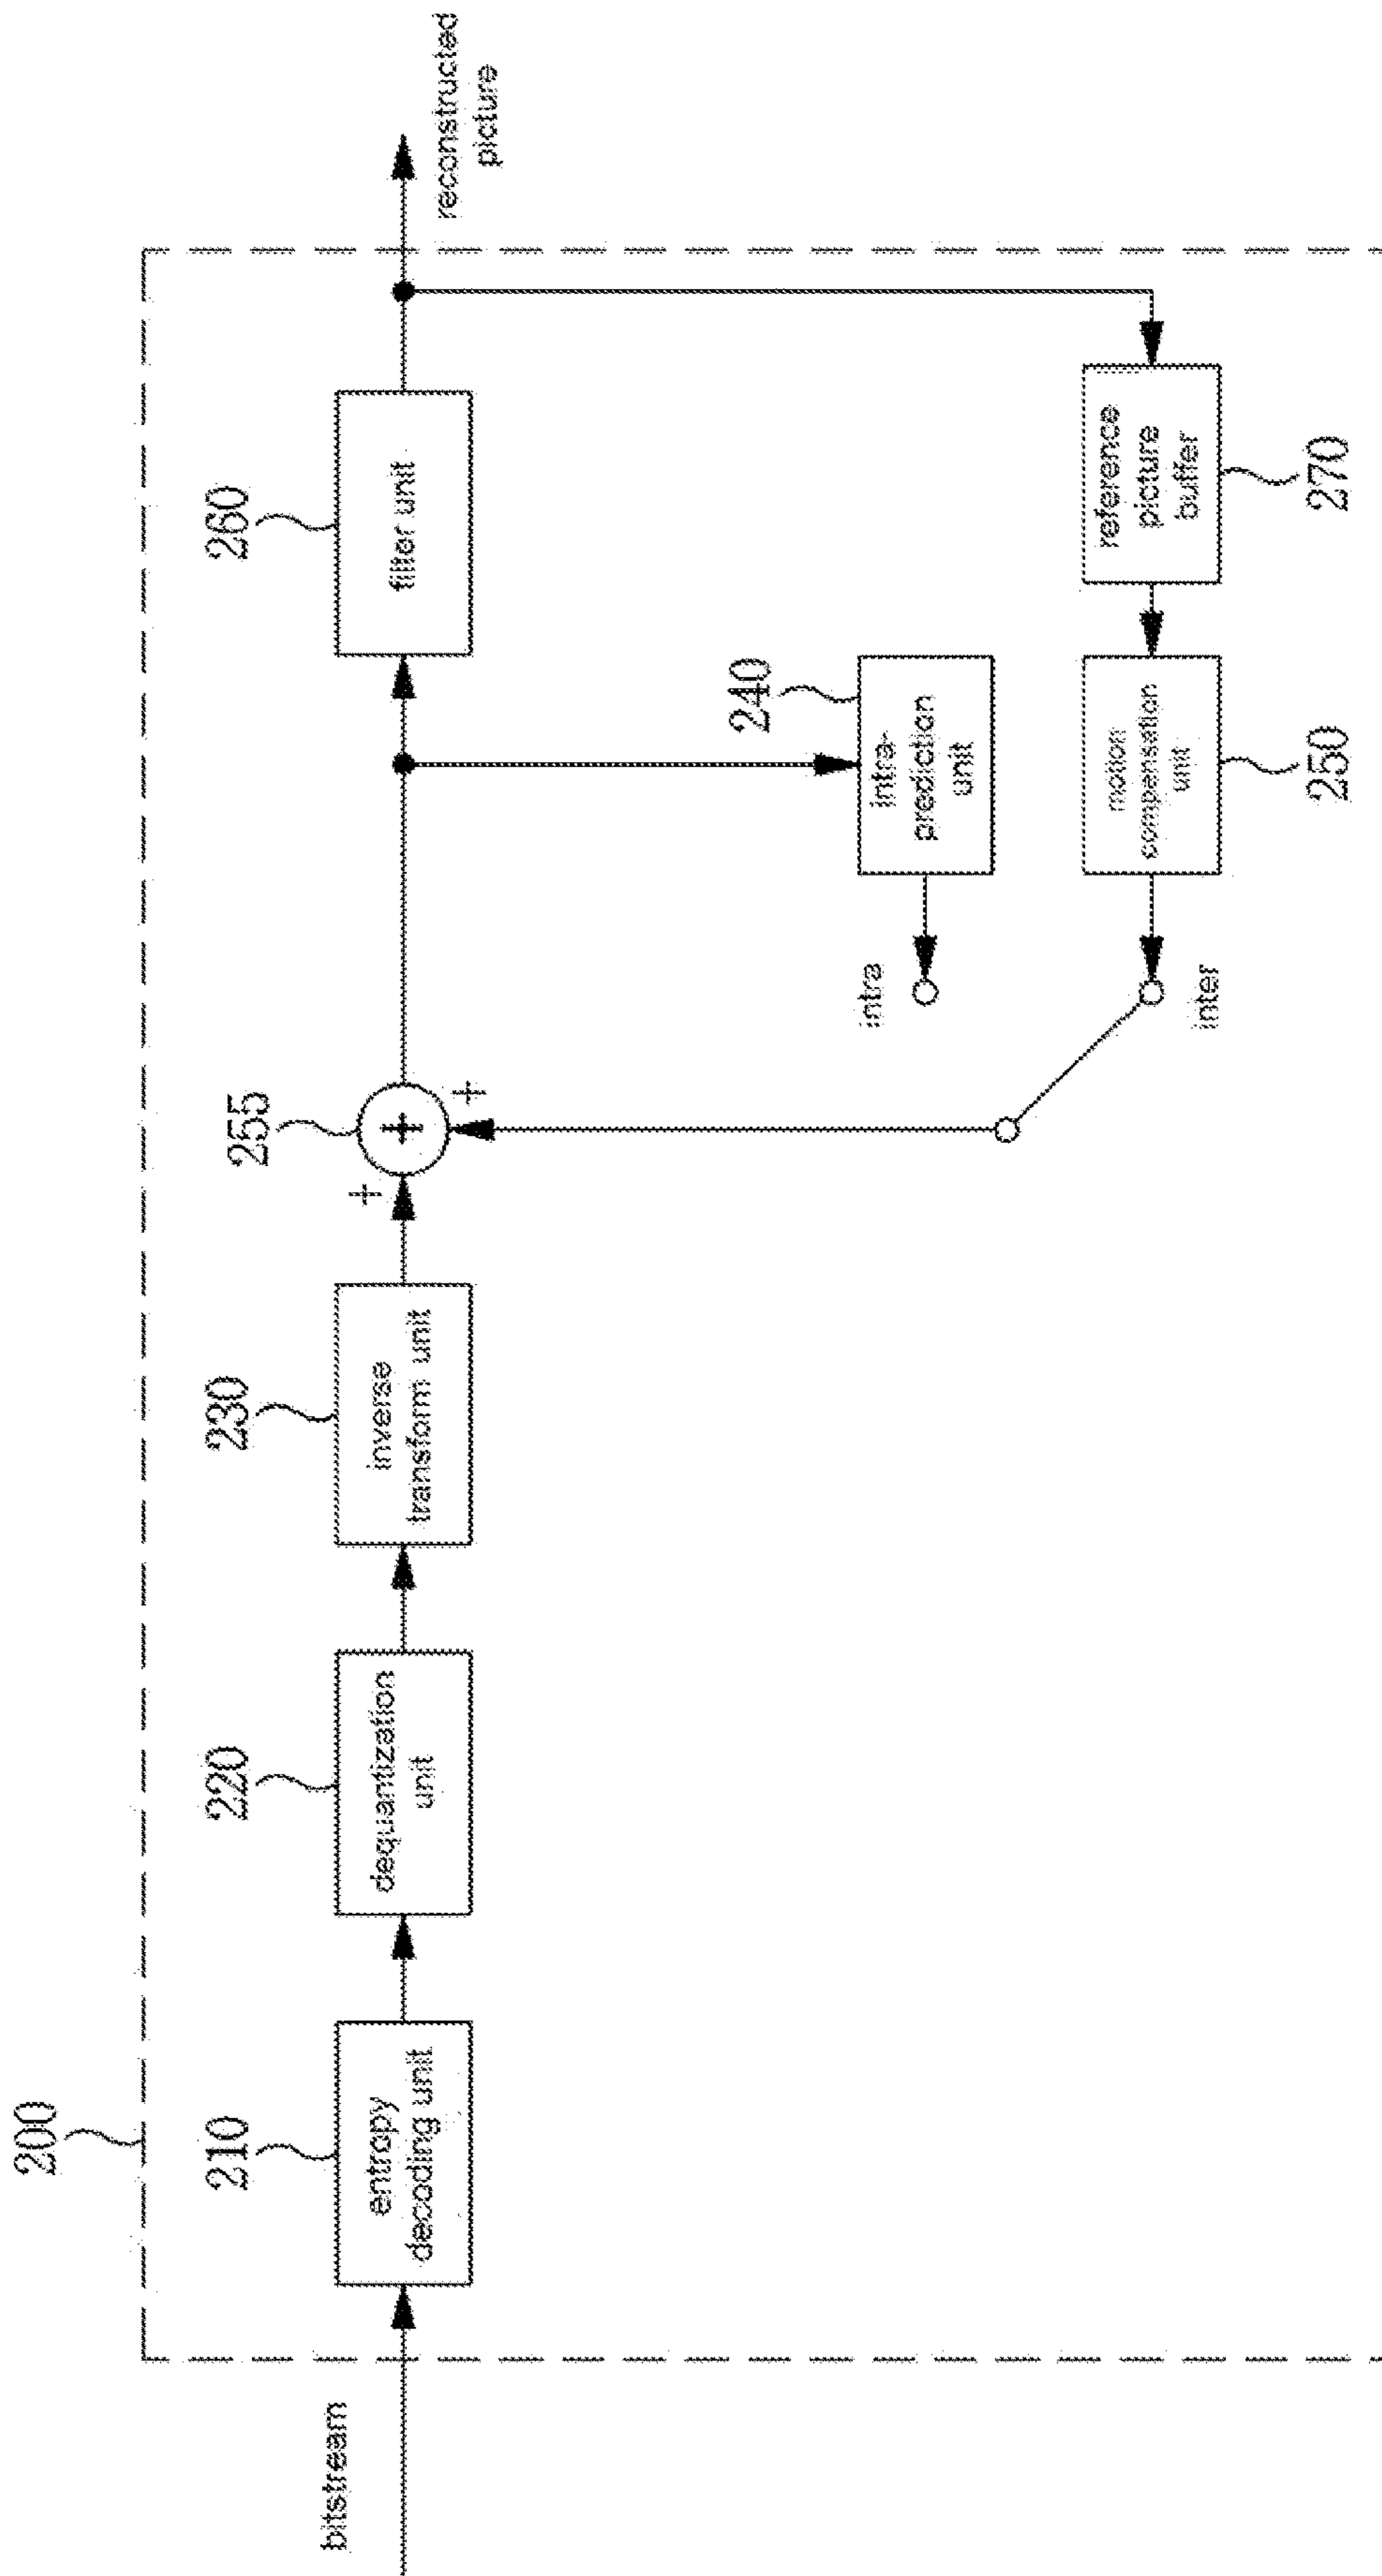 200
bitstream
210
entropy
decoding unit
220
dequantization
unit
230
inverse
transform unit
255
+
+
+
260
filter unit
reconstructed
picture
240
intra-
prediction
unit
intra
inter
motion
compensation
unit
250
reference
picture
buffer
270